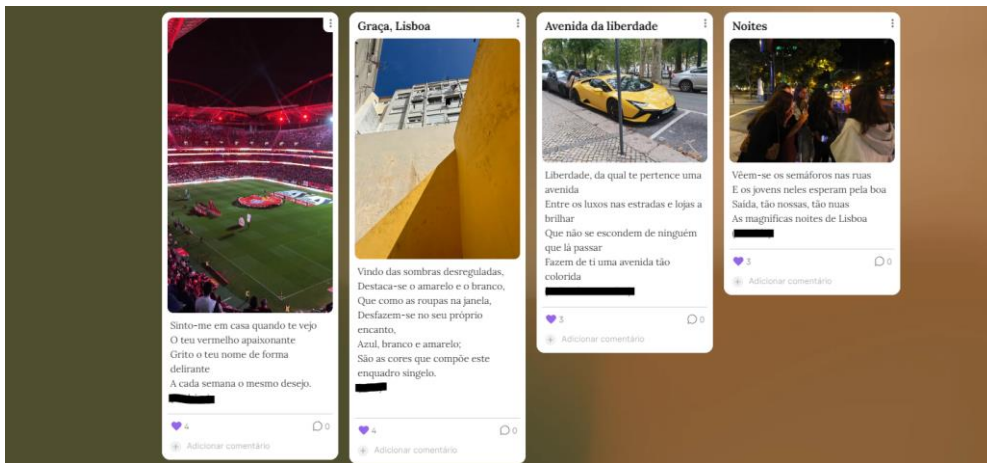 Sinto-me em casa quando te vejo
O teu vermelho apaixonante
Grito o teu nome de forma
delirante
A cada semana o mesmo desejo.
4
0
Adicionar comentário
Graça, Lisboa
Vindo das sombras desreguladas,
Destaca-se o amarelo e o branco,
Que como as roupas na janela,
Desfazem-se no seu próprio
encanto,
Azul, branco e amarelo;
São as cores que compõe este
enquadro singelo.
4
0
Adicionar comentário
Avenida da liberdade
Liberdade, da qual te pertence uma
avenida
Entre os luxos nas estradas e lojas a
brilhar
Que não se escondem de ninguém
que lá passar
Fazem de ti uma avenida tão
colorida
3
0
Adicionar comentário
Noites
Vêem-se os semáforos nas ruas
E os jovens neles esperam pela boa
Saída, tão nossas, tão nuas
As magníficas noites de Lisboa
3
0
Adicionar comentário